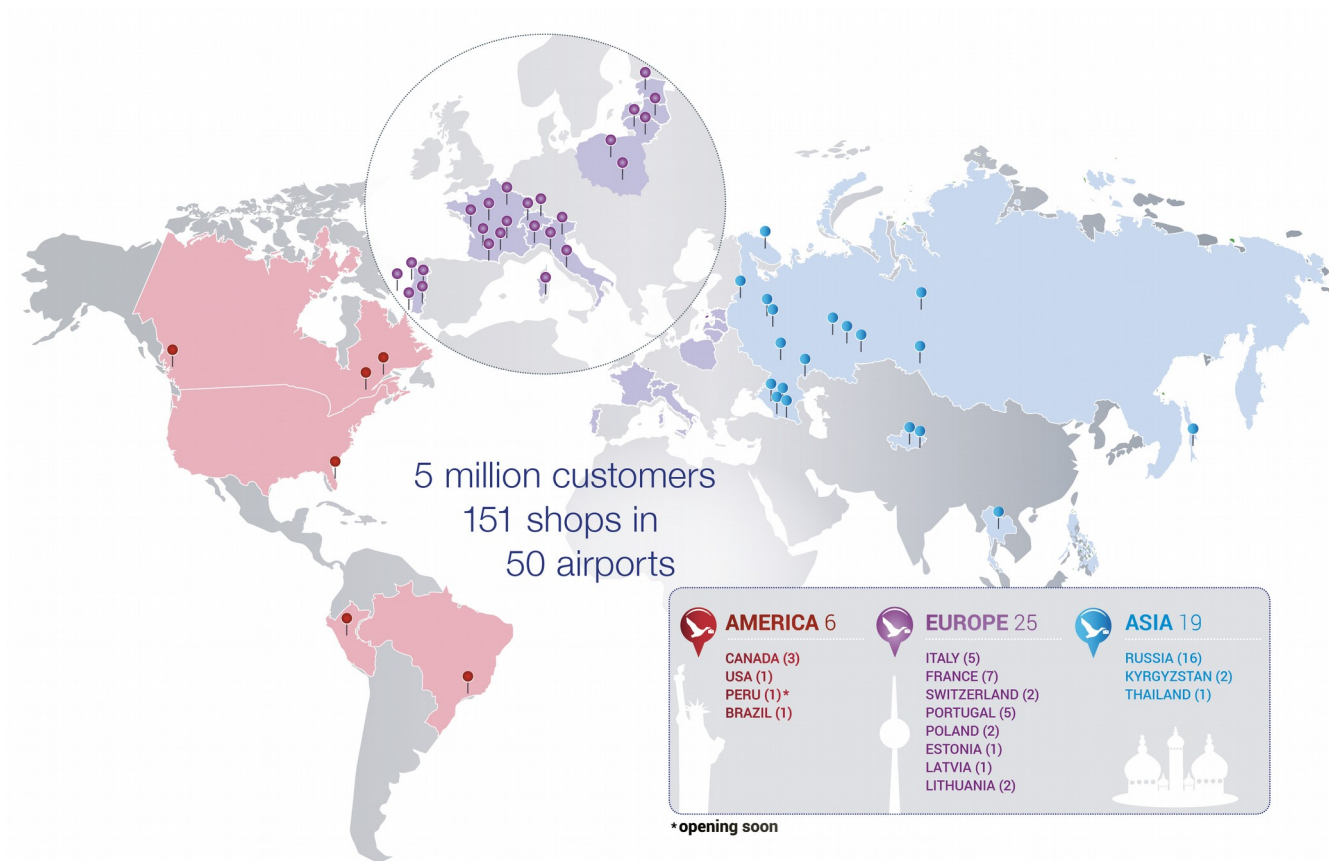 5 million customers
151 shops in
50 airports
AMERICA 6
CANADA (3)
USA (1)
PERU (1)*
BRAZIL (1)
EUROPE 25
ITALY (5)
FRANCE (7)
SWITZERLAND (2)
PORTUGAL (5)
POLAND (2)
ESTONIA (1)
LATVIA (1)
LITHUANIA (2)
ASIA 19
RUSSIA (16)
KYRGYZSTAN (2)
THAILAND (1)
*opening soon